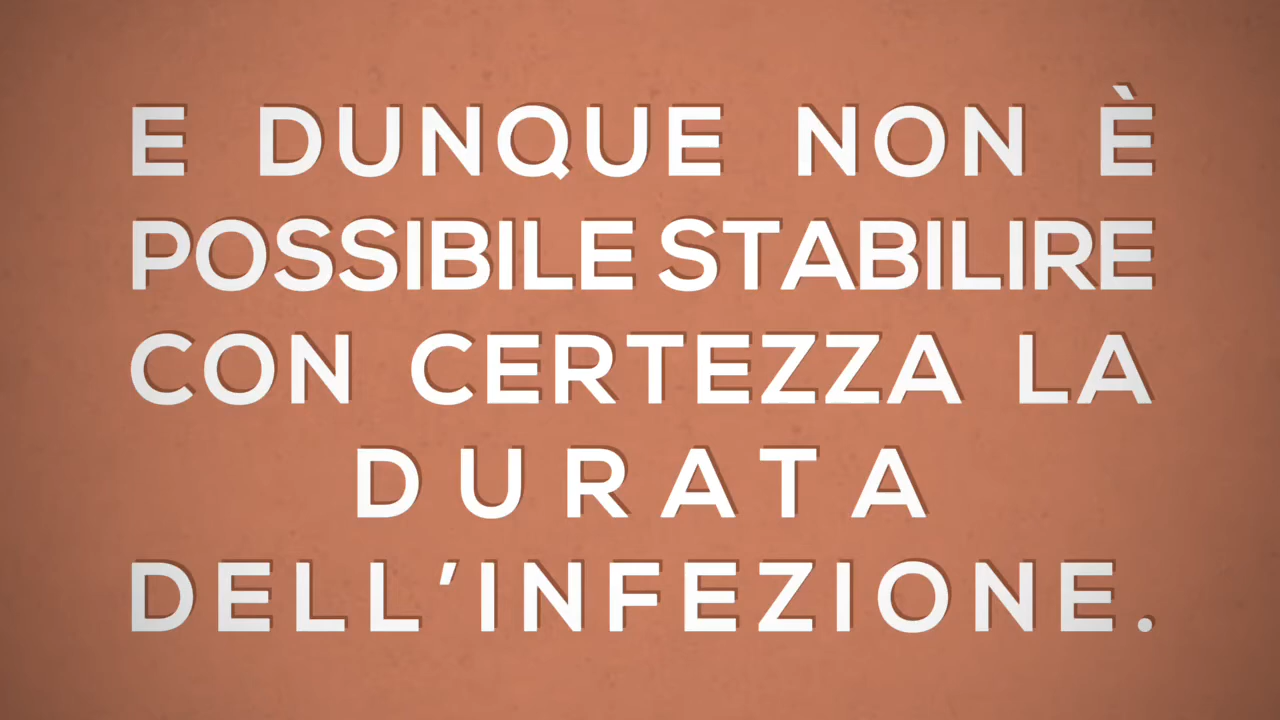 E DUNQUE NON È
POSSIBILE STABILIRE
CON CERTEZZA LA
DURATA
DELL'INFEZIONE.